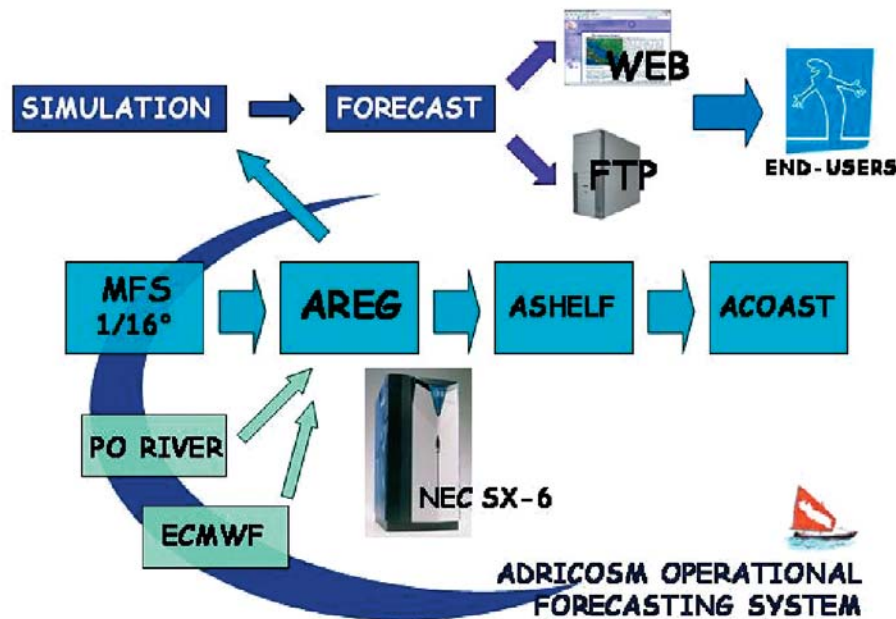 WEB
SIMULATION
FORECAST
FTP
END-USERS
MFS
1/16°
AREG
ASHELF
ACOAST
PO RIVER
NEC SX-6
ECMWF
ADRICOSM OPERATIONAL
FORECASTING SYSTEM